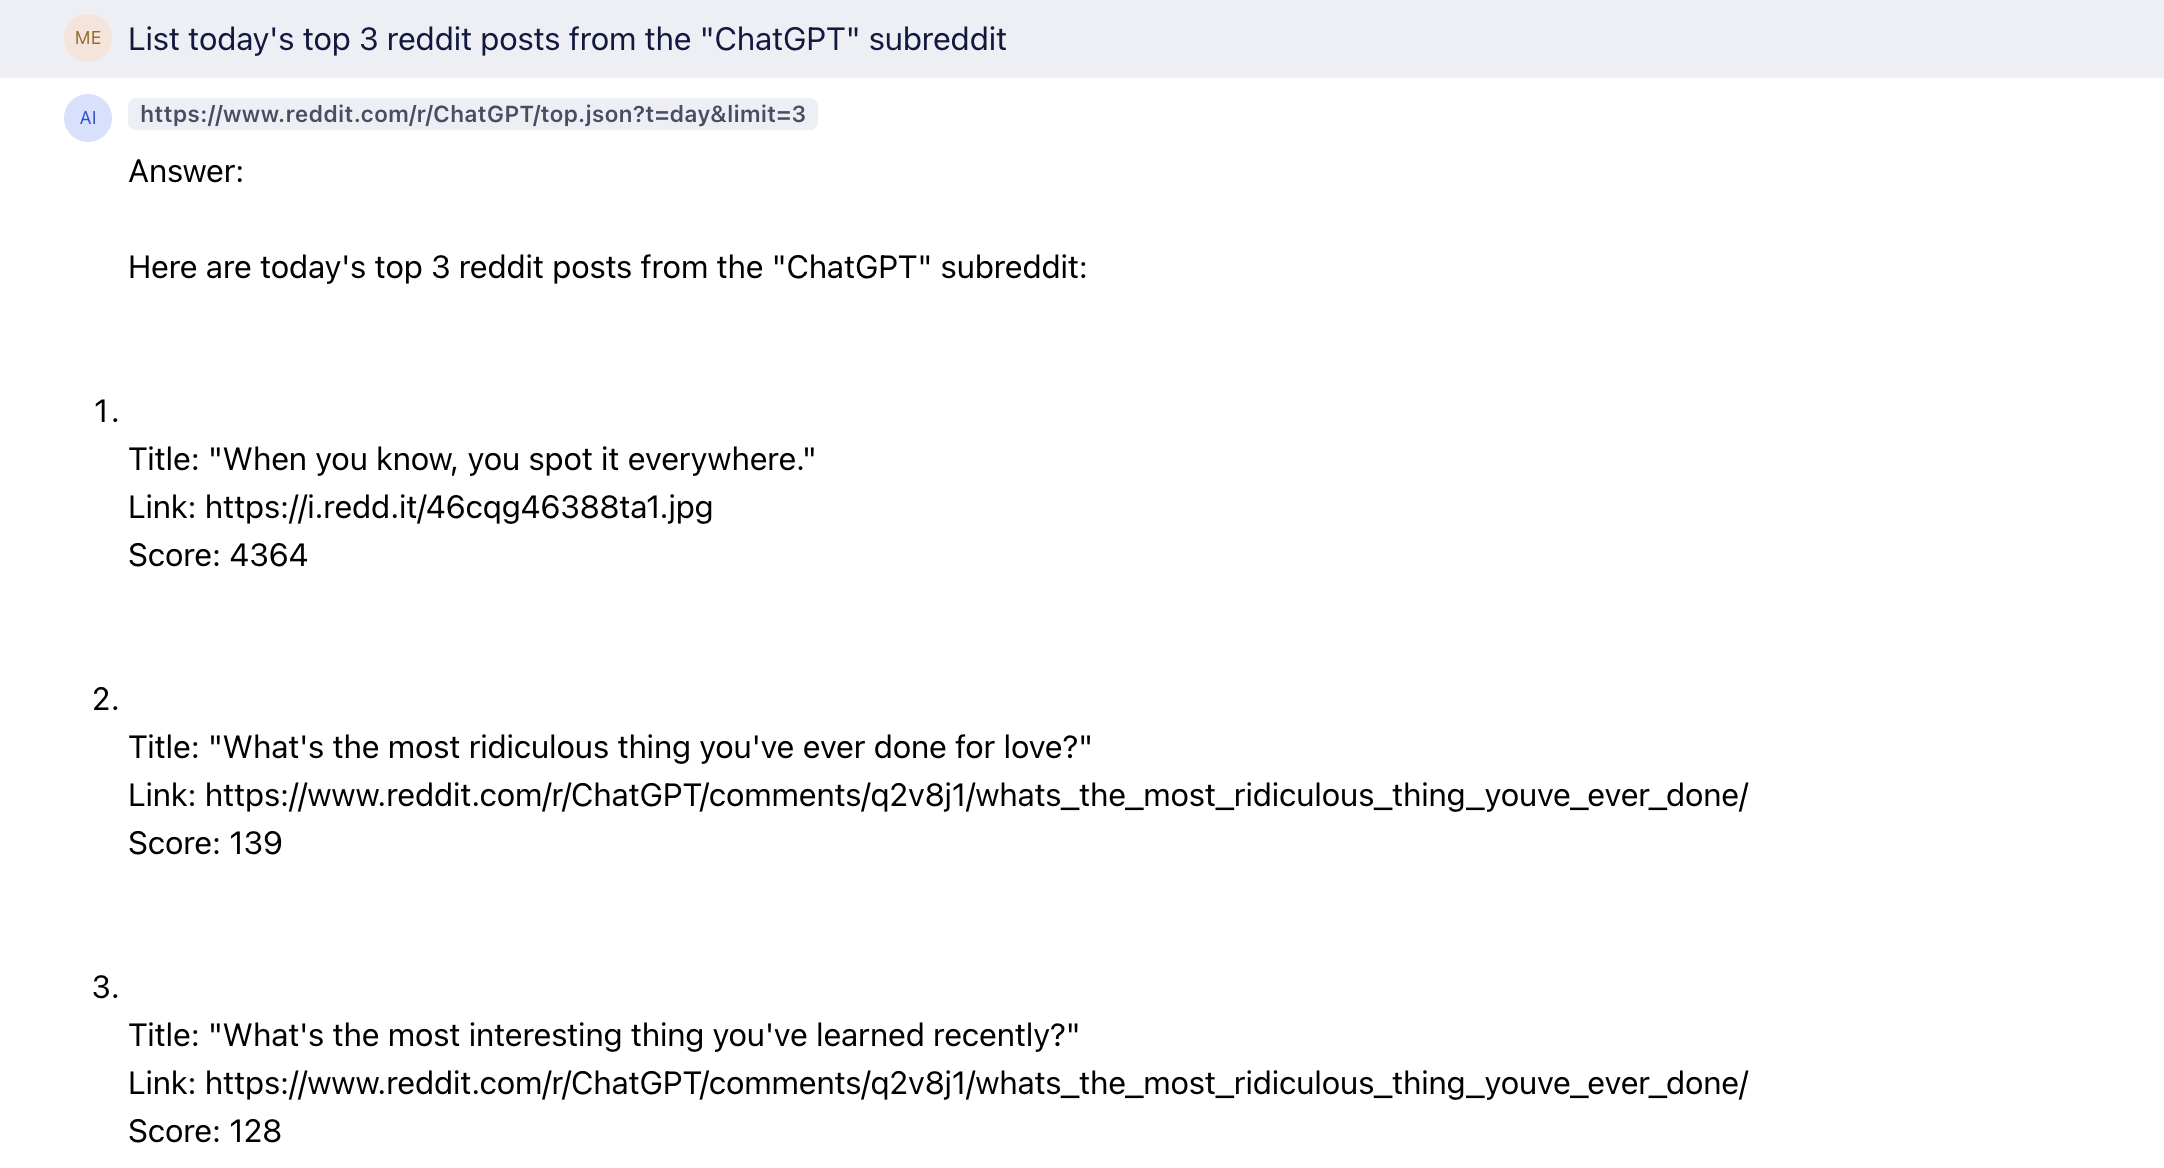 ME
List today's top 3 reddit posts from the "ChatGPT" subreddit
AI
https://www.reddit.com/r/ChatGPT/top.json?t=day&limit=3
Answer:
Here are today's top 3 reddit posts from the "ChatGPT" subreddit:
1.
Title: "When you know, you spot it everywhere."
Link: https://i.redd.it/46cqg46388ta1.jpg
Score: 4364
2.
Title: "What's the most ridiculous thing you've ever done for love?"
Link: https://www.reddit.com/r/ChatGPT/comments/q2v8j1/whats_the_most_ridiculous_thing_youve_ever_done/
Score: 139
3.
Title: "What's the most interesting thing you've learned recently?"
Link: https://www.reddit.com/r/ChatGPT/comments/q2v8j1/whats_the_most_ridiculous_thing_youve_ever_done/
Score: 128